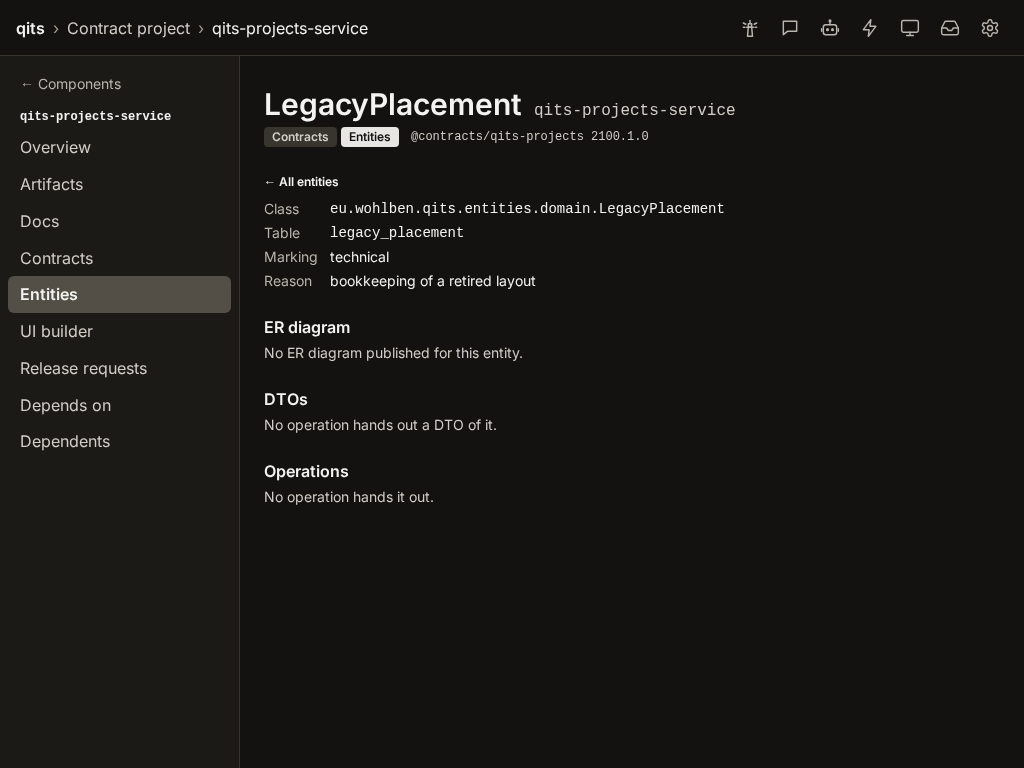 qits › Contract project › qits-projects-service
← Components
qits-projects-service
Overview
Artifacts
Docs
Contracts
Entities
UI builder
Release requests
Depends on
Dependents
LegacyPlacement qits-projects-service
Contracts Entities @contracts/qits-projects 2100.1.0
← All entities
Class eu.wohlben.qits.entities.domain.LegacyPlacement
Table legacy_placement
Marking technical
Reason bookkeeping of a retired layout
ER diagram
No ER diagram published for this entity.
DTOs
No operation hands out a DTO of it.
Operations
No operation hands it out.